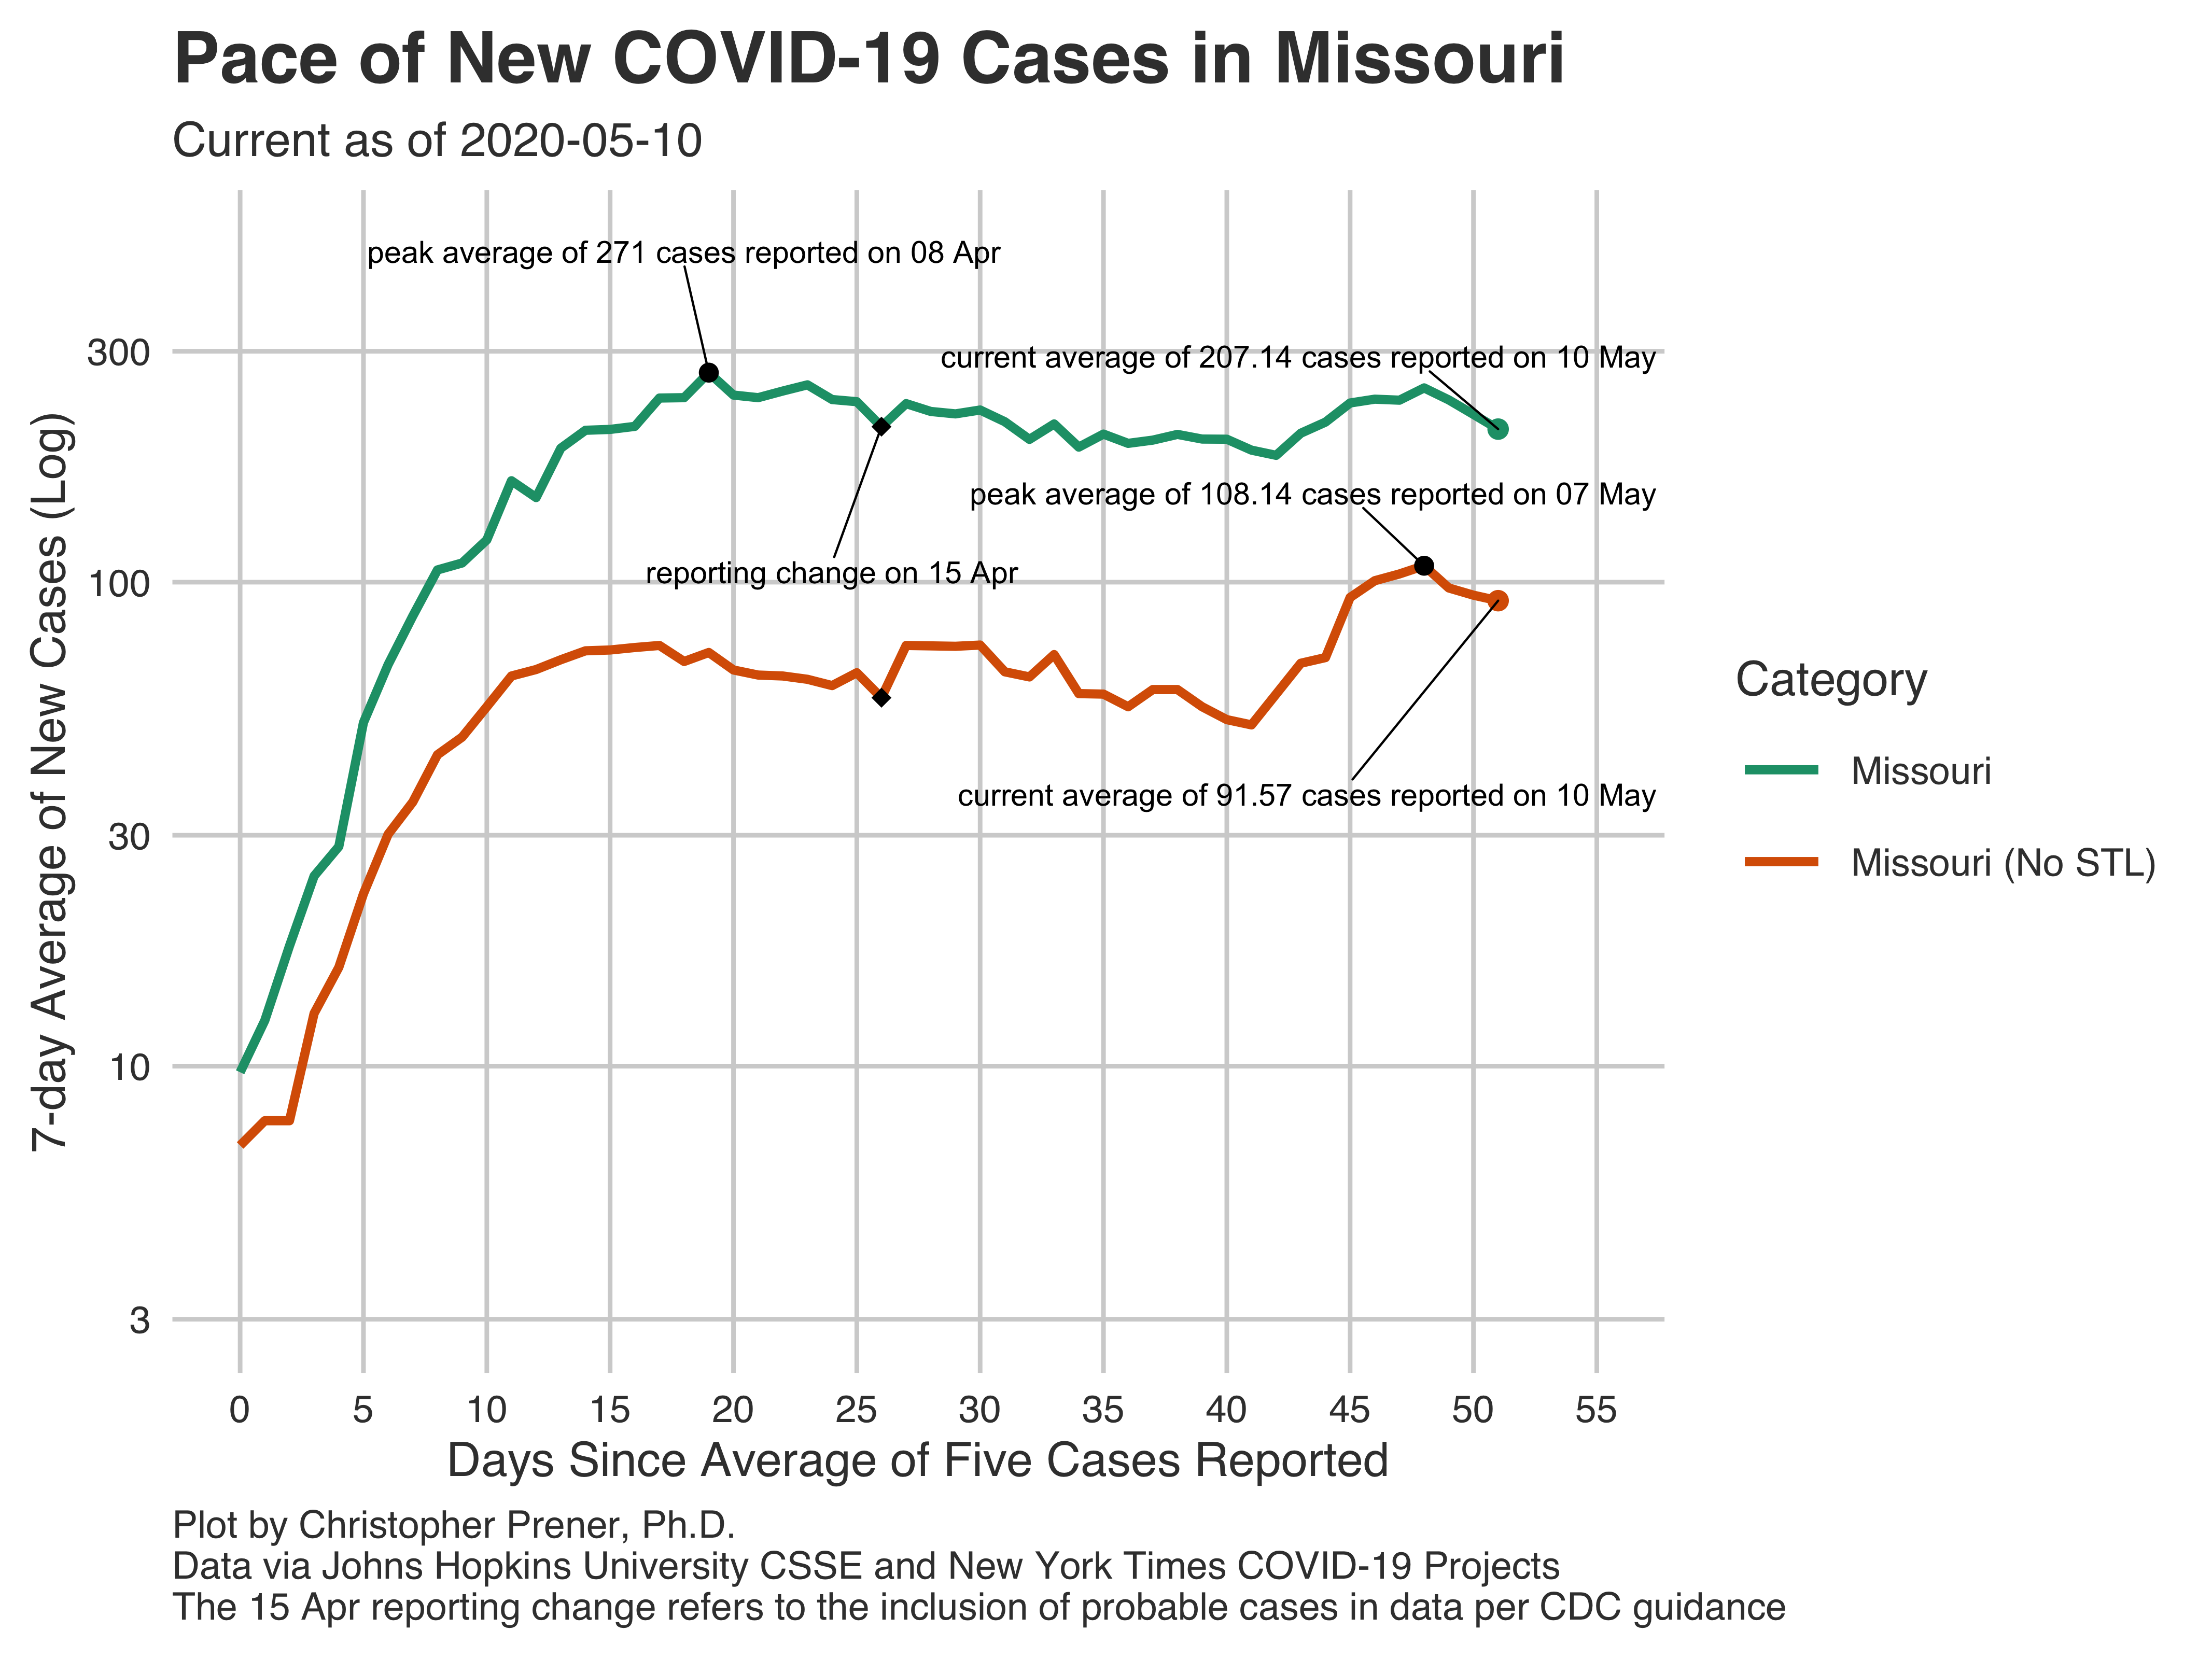 Pace of New COVID-19 Cases in Missouri
Current as of 2020-05-10
7-day Average of New Cases (Log)
300
100
30
10
3
peak average of 271 cases reported on 08 Apr
current average of 207.14 cases reported on 10 May
peak average of 108.14 cases reported on 07 May
reporting change on 15 Apr
current average of 91.57 cases reported on 10 May
Category
Missouri
Missouri (No STL)
0 5 10 15 20 25 30 35 40 45 50 55
Days Since Average of Five Cases Reported
Plot by Christopher Prener, Ph.D.
Data via Johns Hopkins University CSSE and New York Times COVID-19 Projects
The 15 Apr reporting change refers to the inclusion of probable cases in data per CDC guidance